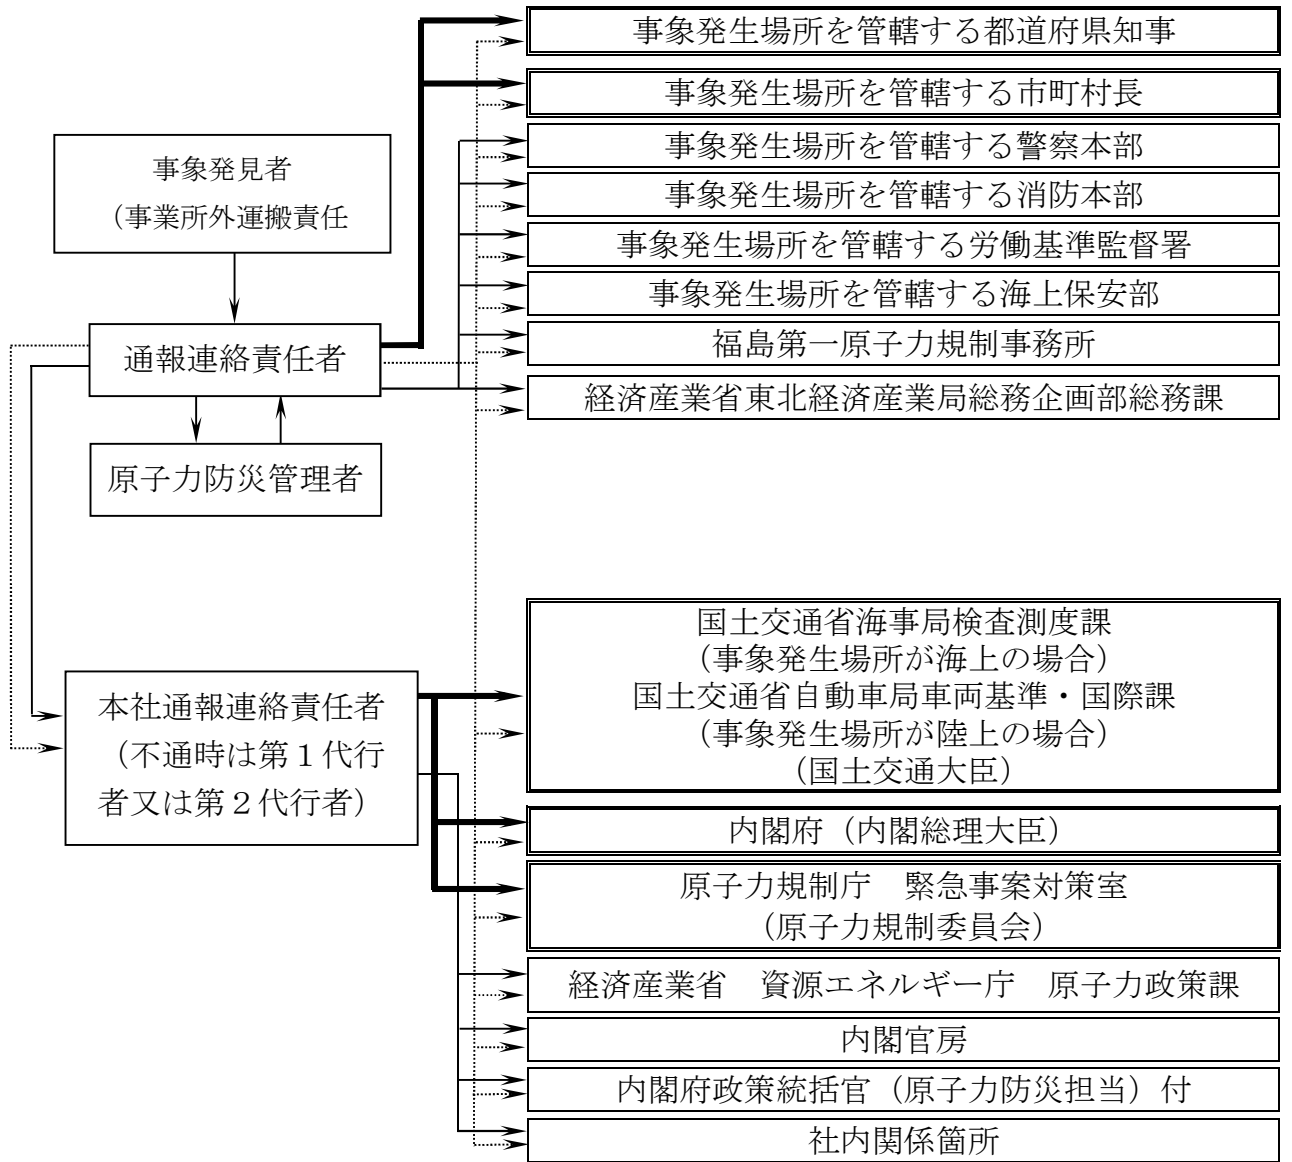 事象発生場所を管轄する都道府県知事
事象発生場所を管轄する市町村長
事象発生場所を管轄する警察本部
事象発生場所を管轄する消防本部
事象発生場所を管轄する労働基準監督署
事象発生場所を管轄する海上保安部
福島第一原子力規制事務所
経済産業省東北経済産業局総務企画部総務課
事象発見者
（事業所外運搬責任
通報連絡責任者
原子力防災管理者
本社通報連絡責任者
（不通時は第１代行
者又は第２代行者）
国土交通省海事局検査測度課
（事象発生場所が海上の場合）
国土交通省自動車局車両基準・国際課
（事象発生場所が陸上の場合）
（国土交通大臣）
内閣府（内閣総理大臣）
原子力規制庁　緊急事案対策室
（原子力規制委員会）
経済産業省　資源エネルギー庁　原子力政策課
内閣官房
内閣府政策統括官（原子力防災担当）付
社内関係箇所